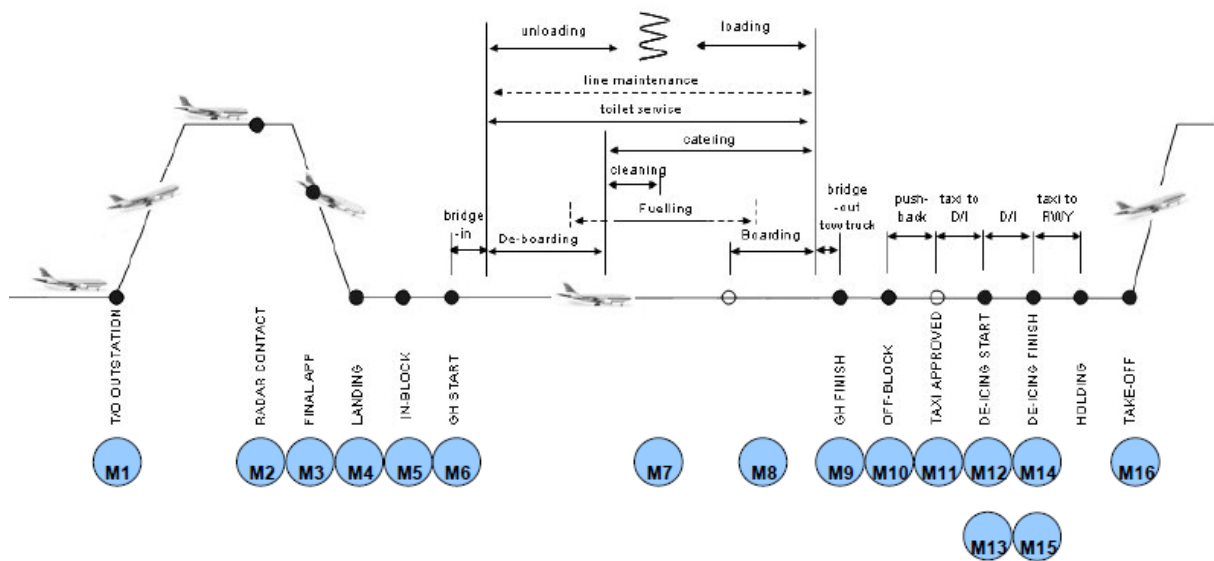 unloading
loading
line maintenance
toilet service
catering
cleaning
Fuelling
bridge
-in
De-boarding
Boarding
bridge
-out
tow truck
push-
back
taxi to
D/I
D/I
taxi to
RWY
T/O OUTSTATION
RADAR CONTACT
FINAL APP
LANDING
IN-BLOCK
GH START
GH FINISH
OFF-BLOCK
TAXI APPROVED
DE-ICING START
DE-ICING FINISH
HOLDING
TAKE-OFF
M1
M2
M3
M4
M5
M6
M7
M8
M9
M10
M11
M12
M14
M16
M13
M15